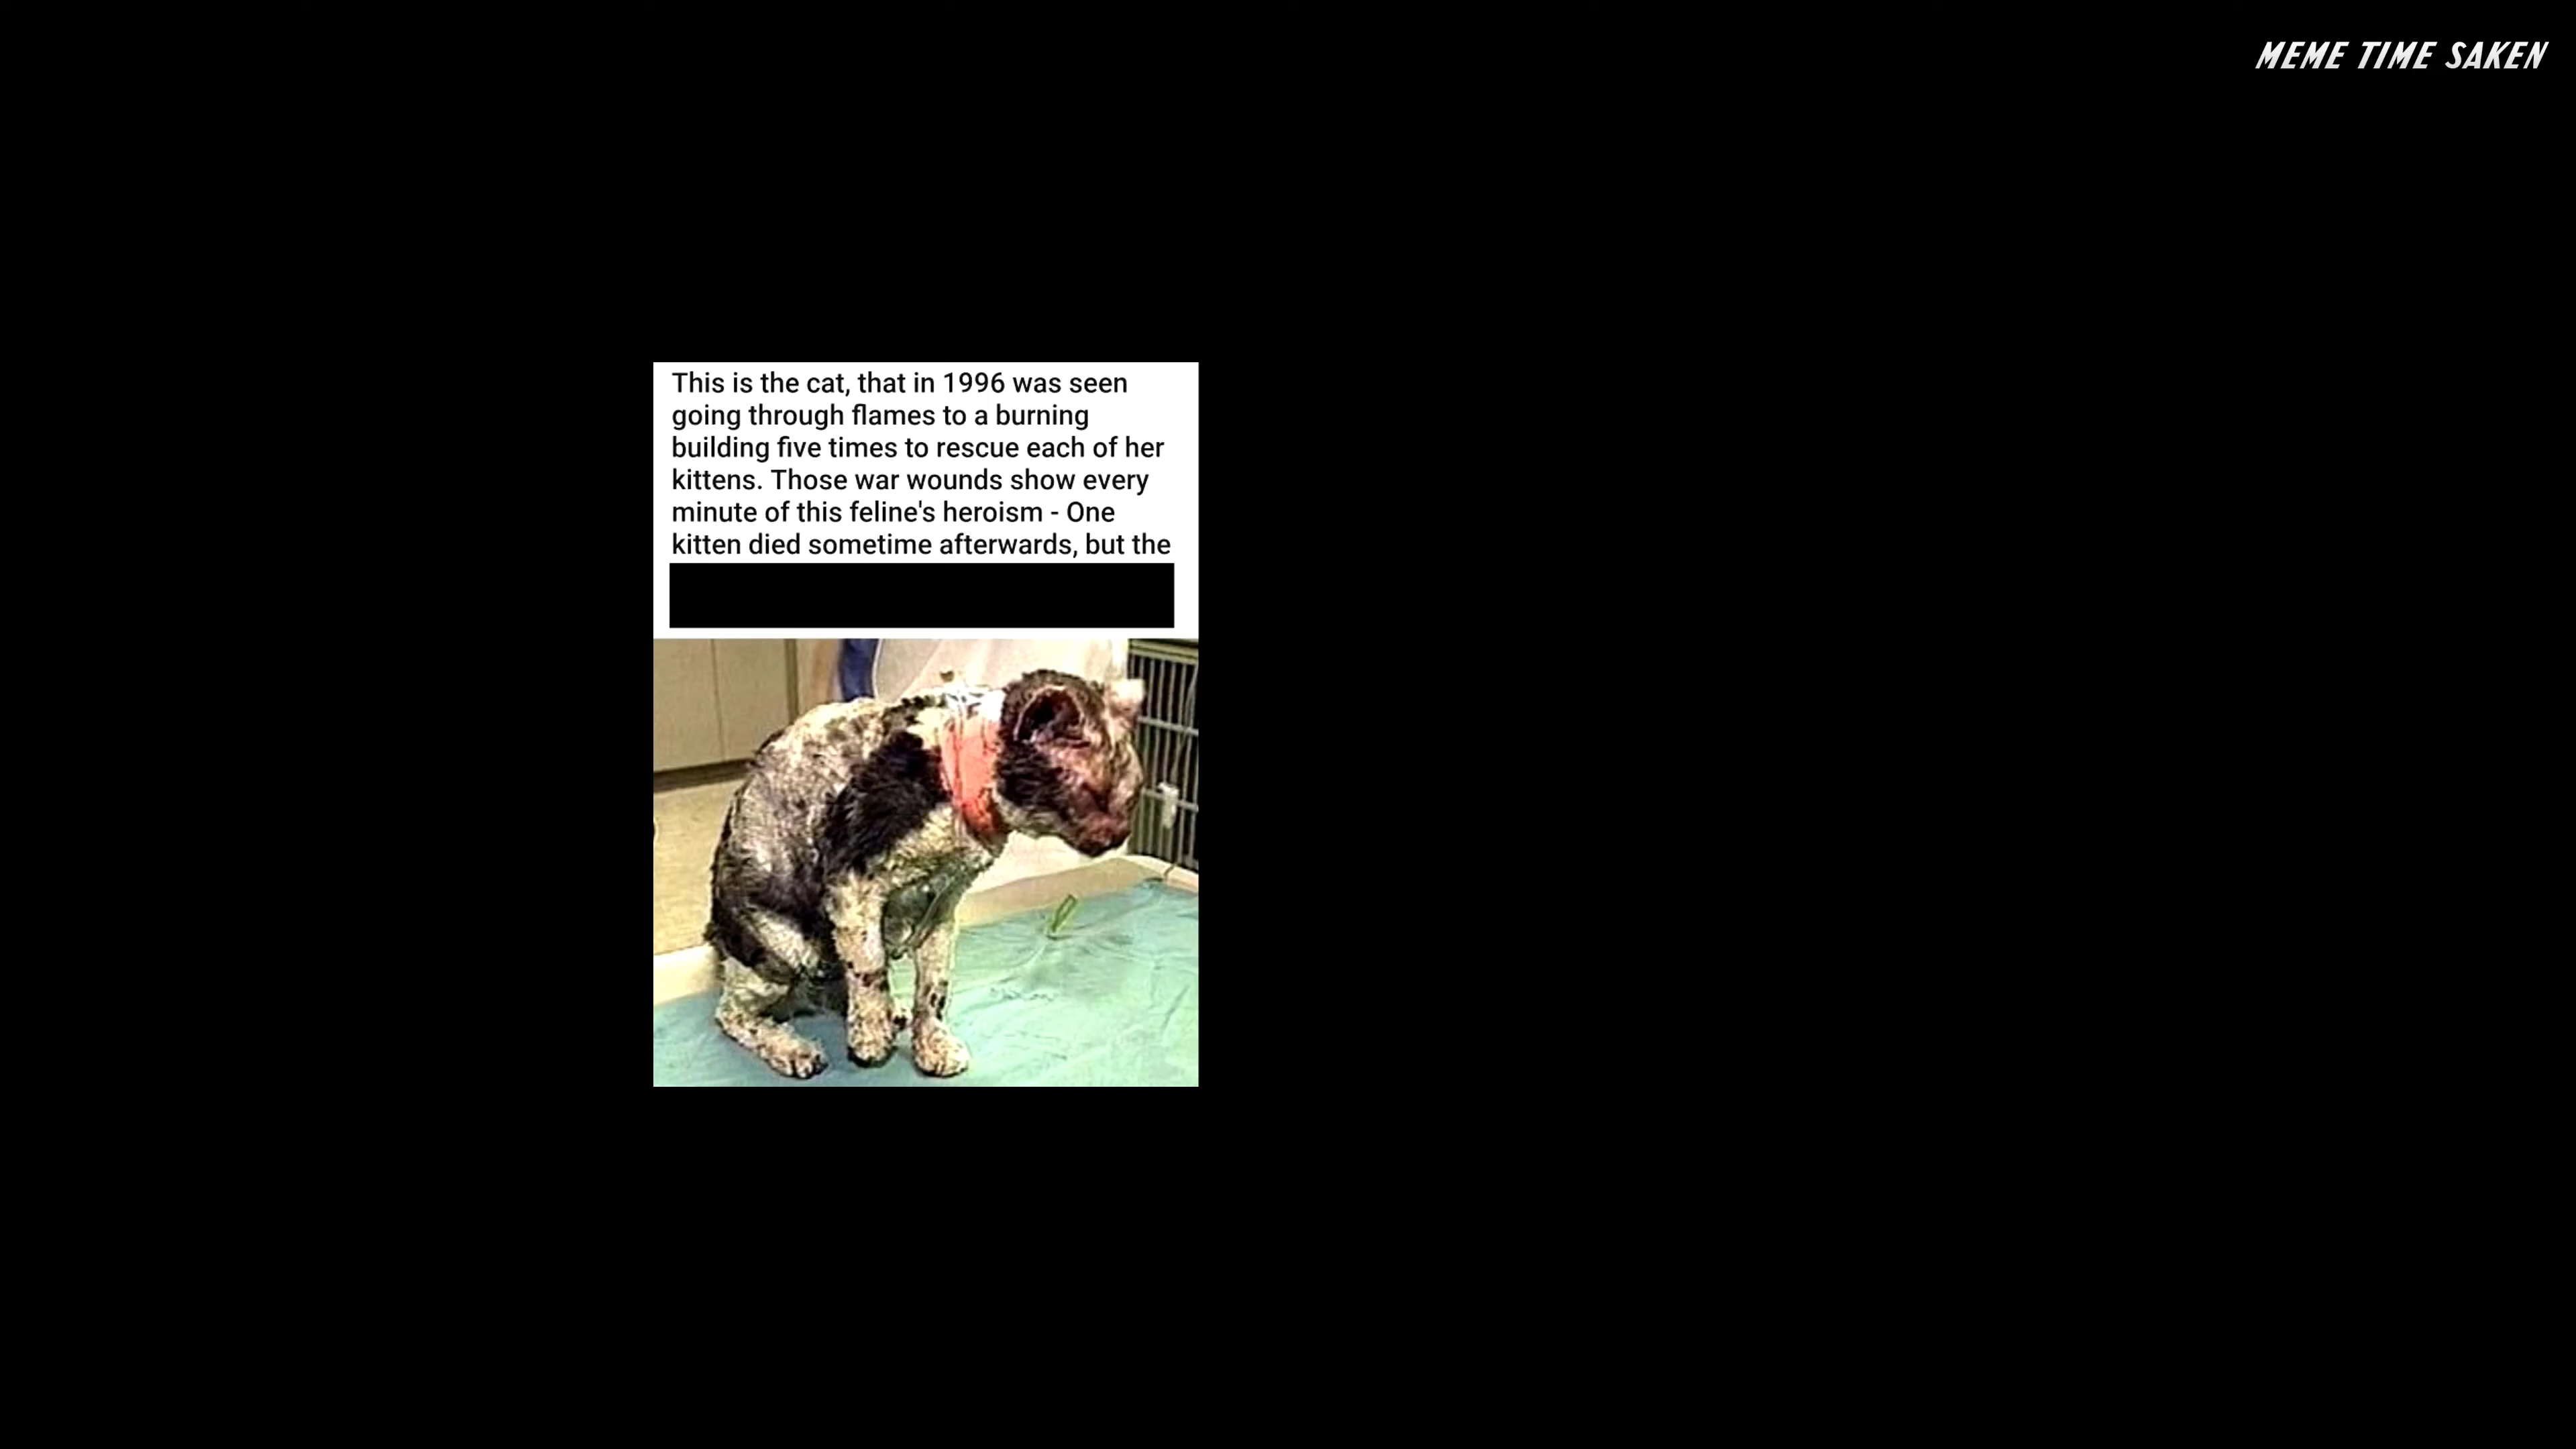 MEME TIME SAKEN
This is the cat, that in 1996 was seen
going through flames to a burning
building five times to rescue each of her
kittens. Those war wounds show every
minute of this feline's heroism - One
kitten died sometime afterwards, but the